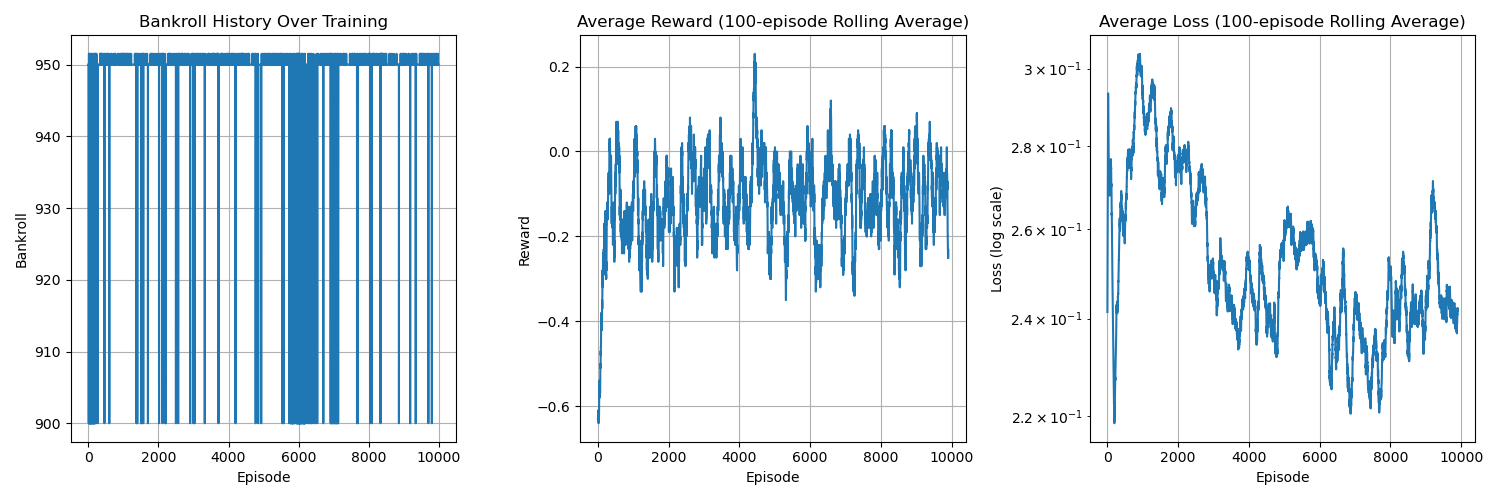 Bankroll History Over Training
950
940
930
920
910
900
Bankroll
0 2000 4000 6000 8000 10000
Episode
Average Reward (100-episode Rolling Average)
0.2
0.0
−0.2
−0.4
−0.6
Reward
0 2000 4000 6000 8000 10000
Episode
Average Loss (100-episode Rolling Average)
3 × 10⁻¹
2.8 × 10⁻¹
2.6 × 10⁻¹
2.4 × 10⁻¹
2.2 × 10⁻¹
Loss (log scale)
0 2000 4000 6000 8000 10000
Episode